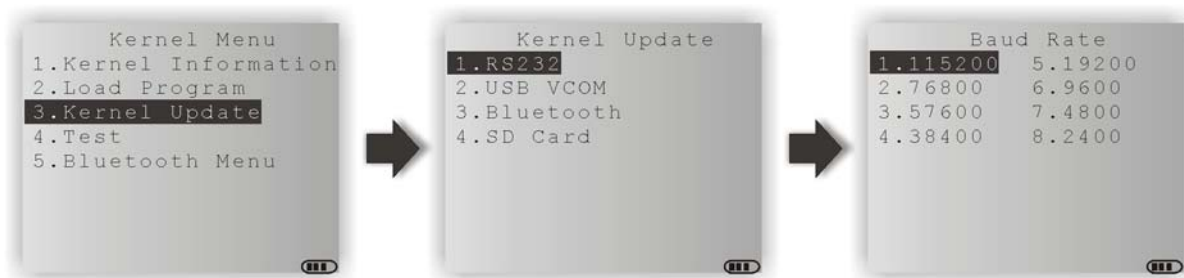 Kernel Menu
1.Kernel Information
2.Load Program
3.Kernel Update
4.Test
5.Bluetooth Menu
Kernel Update
1.RS232
2.USB VCOM
3.Bluetooth
4.SD Card
Baud Rate
1.115200 5.19200
2.76800 6.9600
3.57600 7.4800
4.38400 8.2400